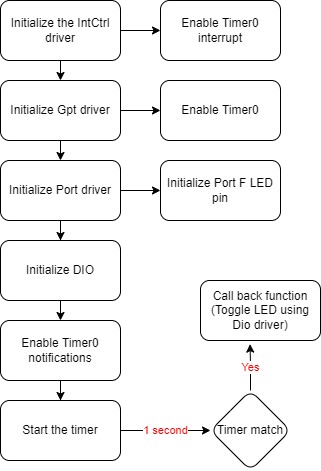 Initialize the IntCtrl
driver
Enable Timer0
interrupt
Initialize Gpt driver
Enable Timer0
Initialize Port driver
Initialize Port F LED
pin
Initialize DIO
Call back function
(Toggle LED using
Dio driver)
Enable Timer0
notifications
Yes
Start the timer
1 second
Timer match